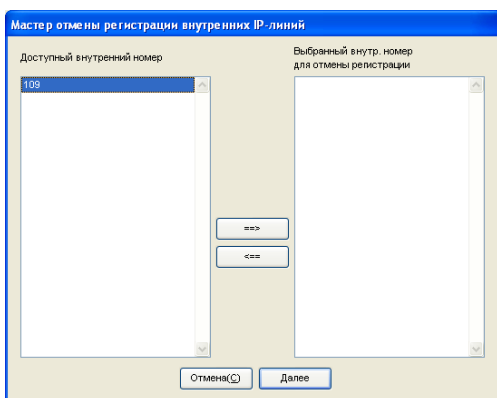 Мастер отмены регистрации внутренних IP-линий
Доступный внутренний номер
Выбранный внутр. номер
для отмены регистрации
109
==>
<==
Отмена(C)
Далее